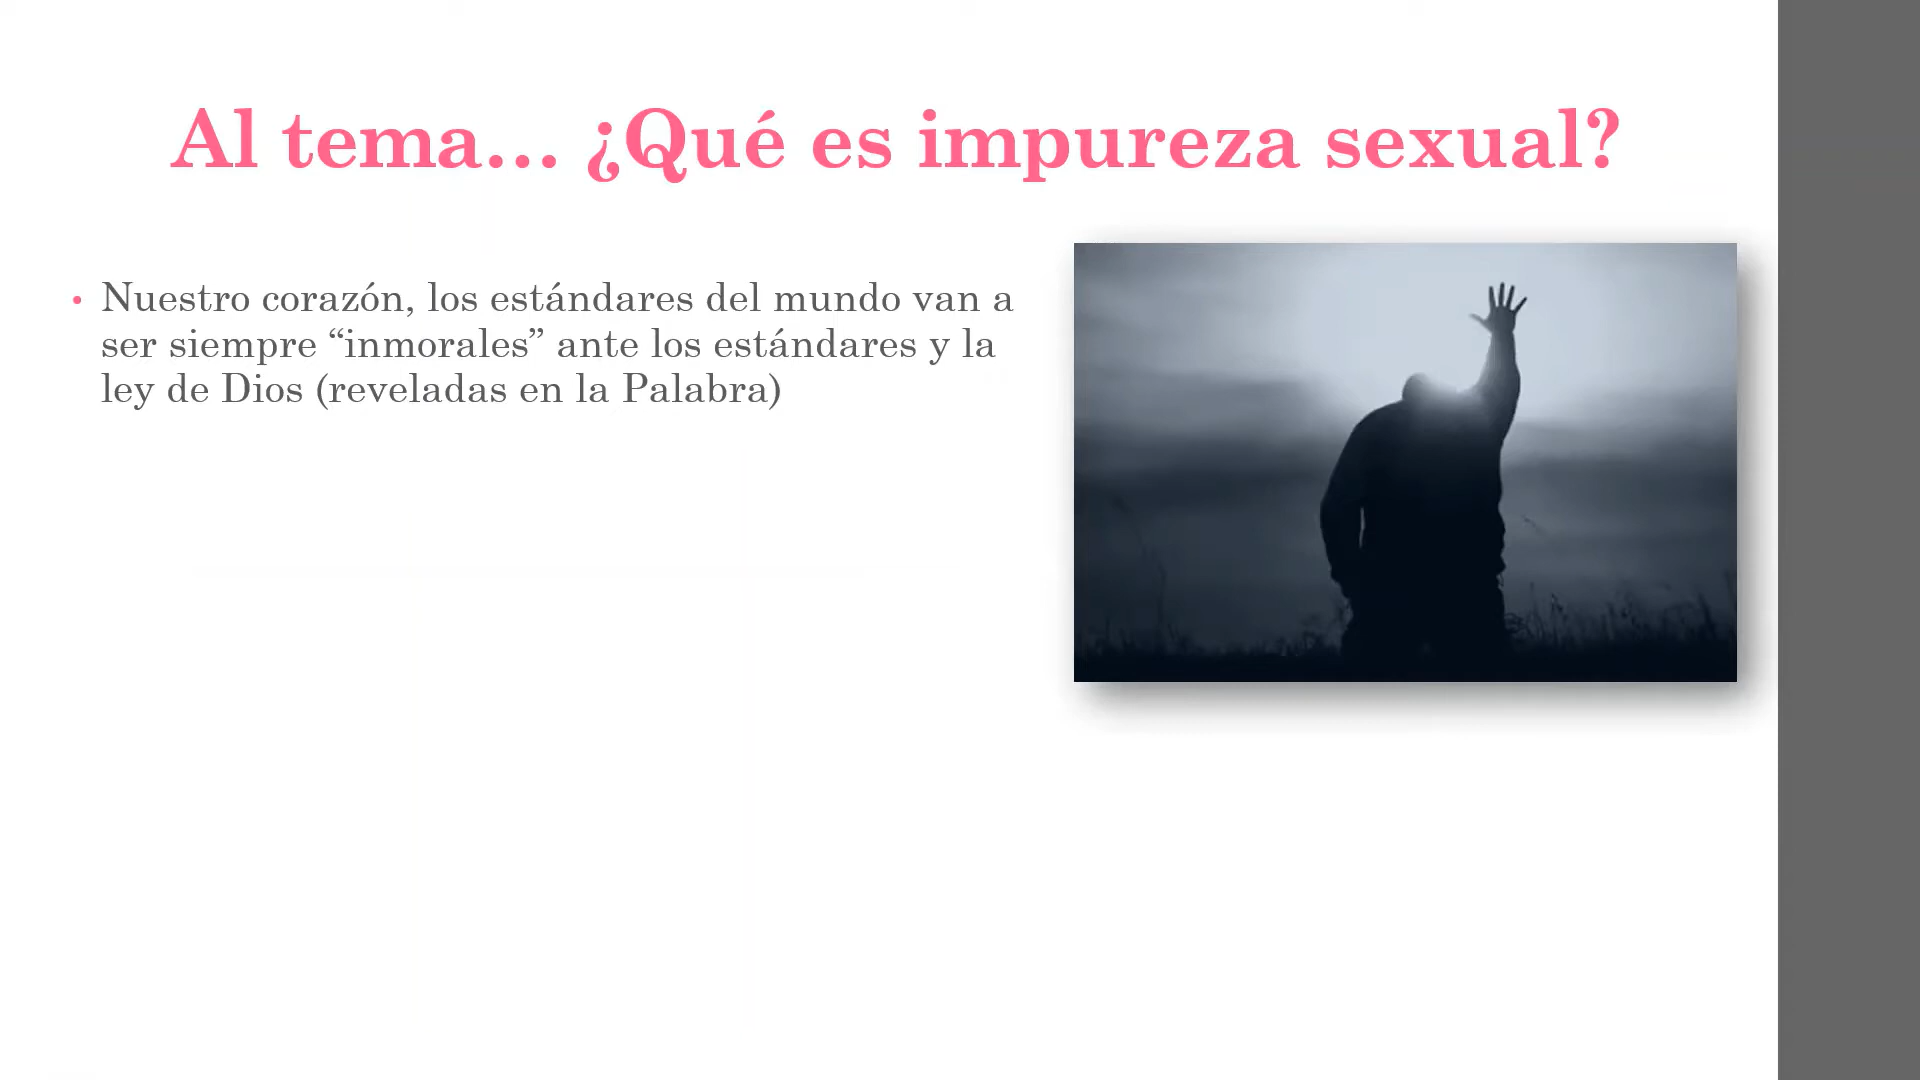 Al tema… ¿Qué es impureza sexual?
• Nuestro corazón, los estándares del mundo van a
ser siempre “inmorales” ante los estándares y la
ley de Dios (reveladas en la Palabra)